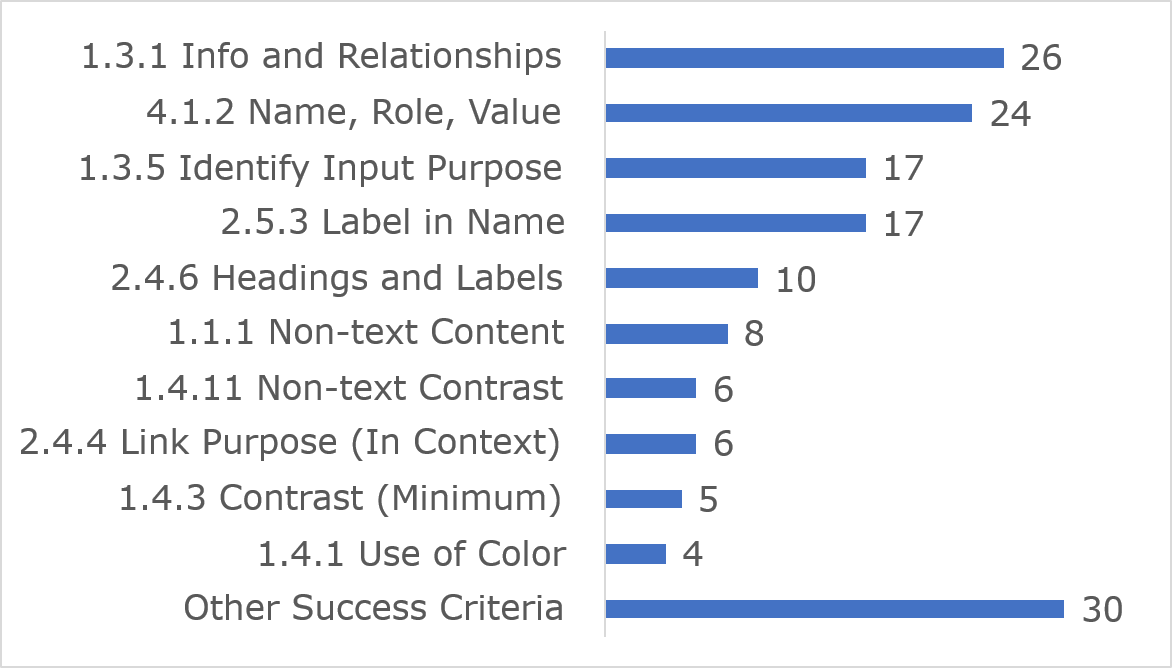 1.3.1 Info and Relationships 26
4.1.2 Name, Role, Value 24
1.3.5 Identify Input Purpose 17
2.5.3 Label in Name 17
2.4.6 Headings and Labels 10
1.1.1 Non-text Content 8
1.4.11 Non-text Contrast 6
2.4.4 Link Purpose (In Context) 6
1.4.3 Contrast (Minimum) 5
1.4.1 Use of Color 4
Other Success Criteria 30